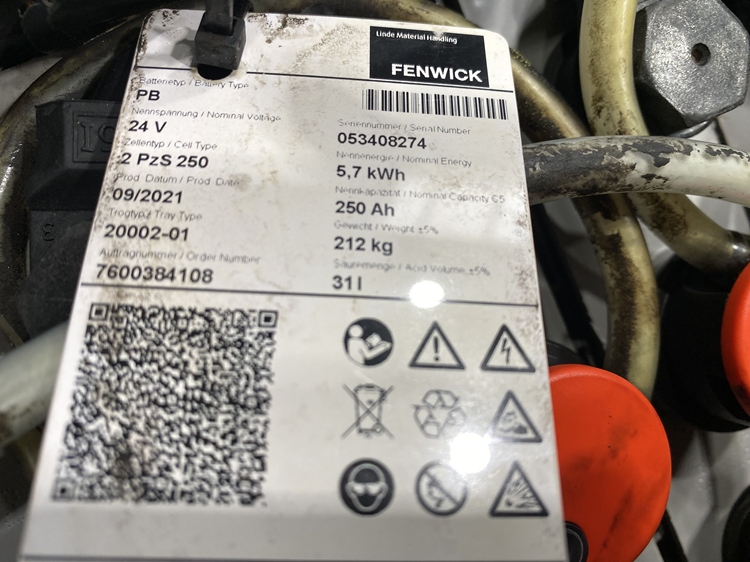 Linde Material Handling
FENWICK
Batterietyp / Battery Type
PB
Nennspannung / Nominal Voltage
24 V
Zellentyp / Cell Type
2 PzS 250
Prod. Datum / Prod. Date
09/2021
Trogtyp / Tray Type
20002-01
Auftragnummer / Order Number
7600384108
Seriennummer / Serial Number
053408274
Nennenergie / Nominal Energy
5,7 kWh
Nennkapazität / Nominal Capacity C5
250 Ah
Gewicht / Weight ±5%
212 kg
Säuremenge / Acid Volume ±5%
31 l